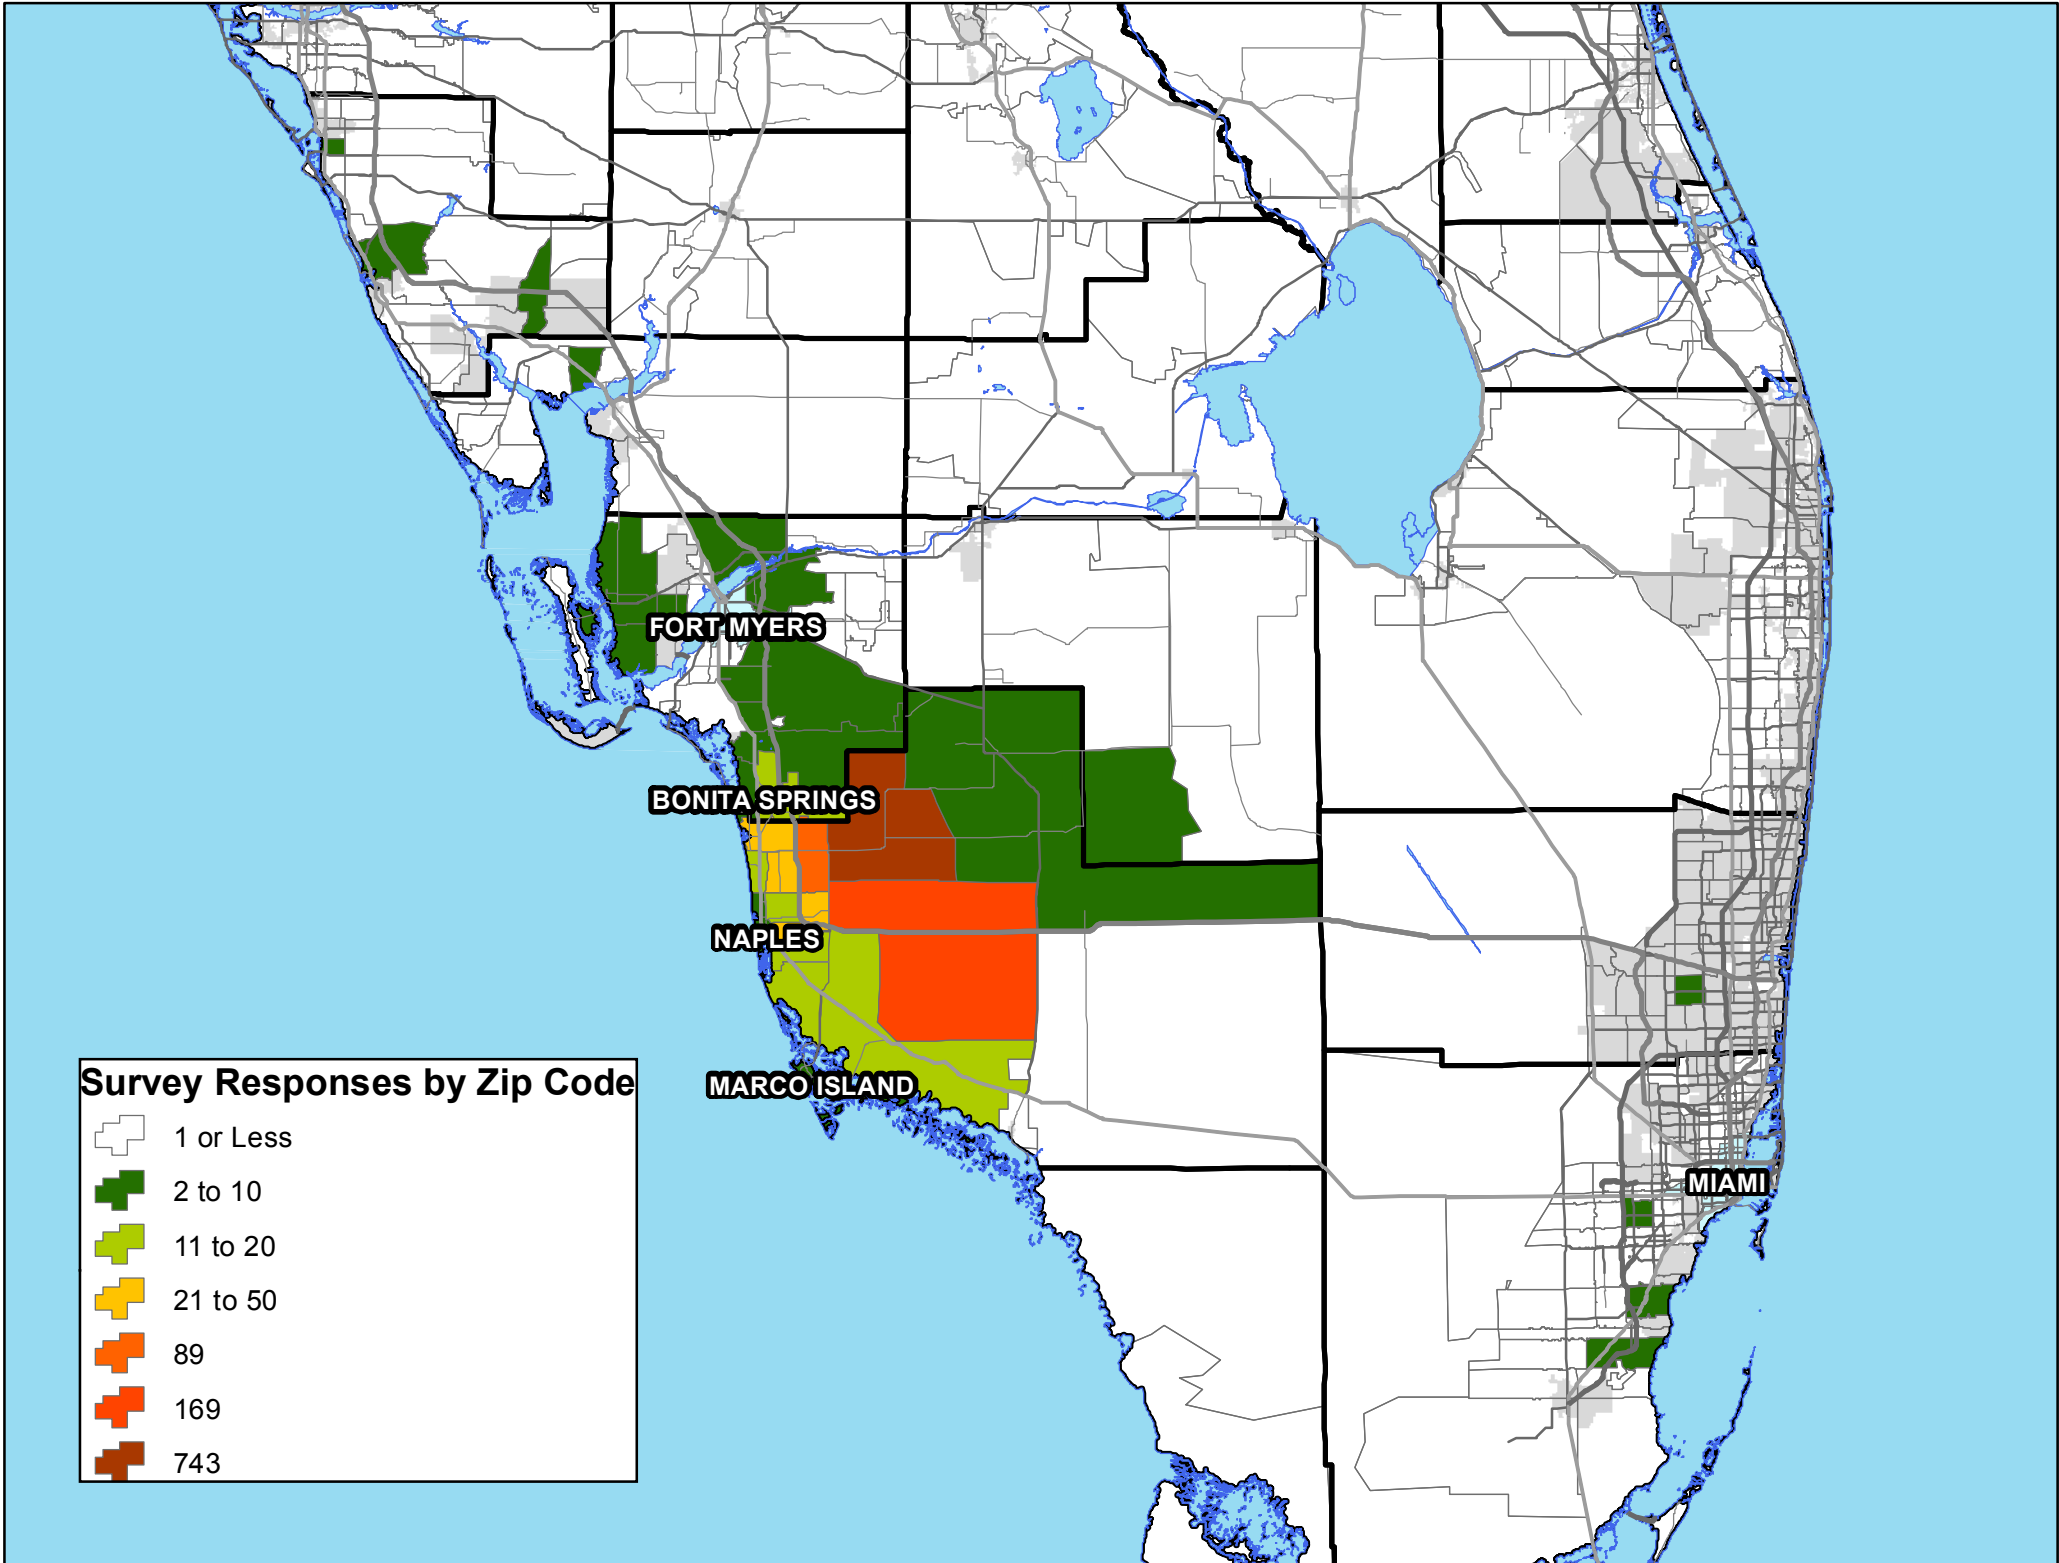 FORT MYERS
BONITA SPRINGS
NAPLES
MARCO ISLAND
MIAMI
Survey Responses by Zip Code
1 or Less
2 to 10
11 to 20
21 to 50
89
169
743